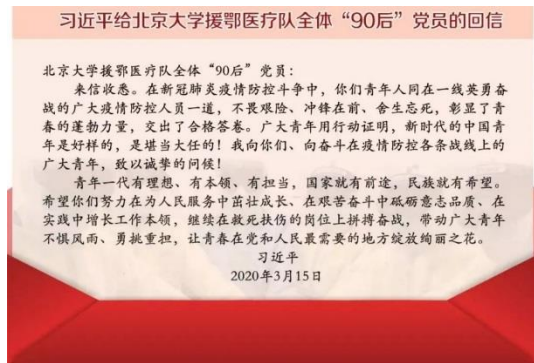 习近平给北京大学援鄂医疗队全体“90后”党员的回信
北京大学援鄂医疗队全体“90后”党员：
来信收悉。在新冠肺炎疫情防控斗争中，你们青年人同在一线英勇奋
战的广大疫情防控人员一道，不畏艰险、冲锋在前、舍生忘死，彰显了青
春的蓬勃力量，交出了合格答卷。广大青年用行动证明，新时代的中国青
年是好样的，是堪当大任的！我向你们、向奋斗在疫情防控各条战线上的
广大青年，致以诚挚的问候！
青年一代有理想、有本领、有担当，国家就有前途，民族就有希望。
希望你们努力在为人民服务中茁壮成长、在艰苦奋斗中砥砺意志品质、在
实践中增长工作本领，继续在救死扶伤的岗位上拼搏奋战，带动广大青年
不惧风雨、勇挑重担，让青春在党和人民最需要的地方绽放绚丽之花。
习近平
2020年3月15日